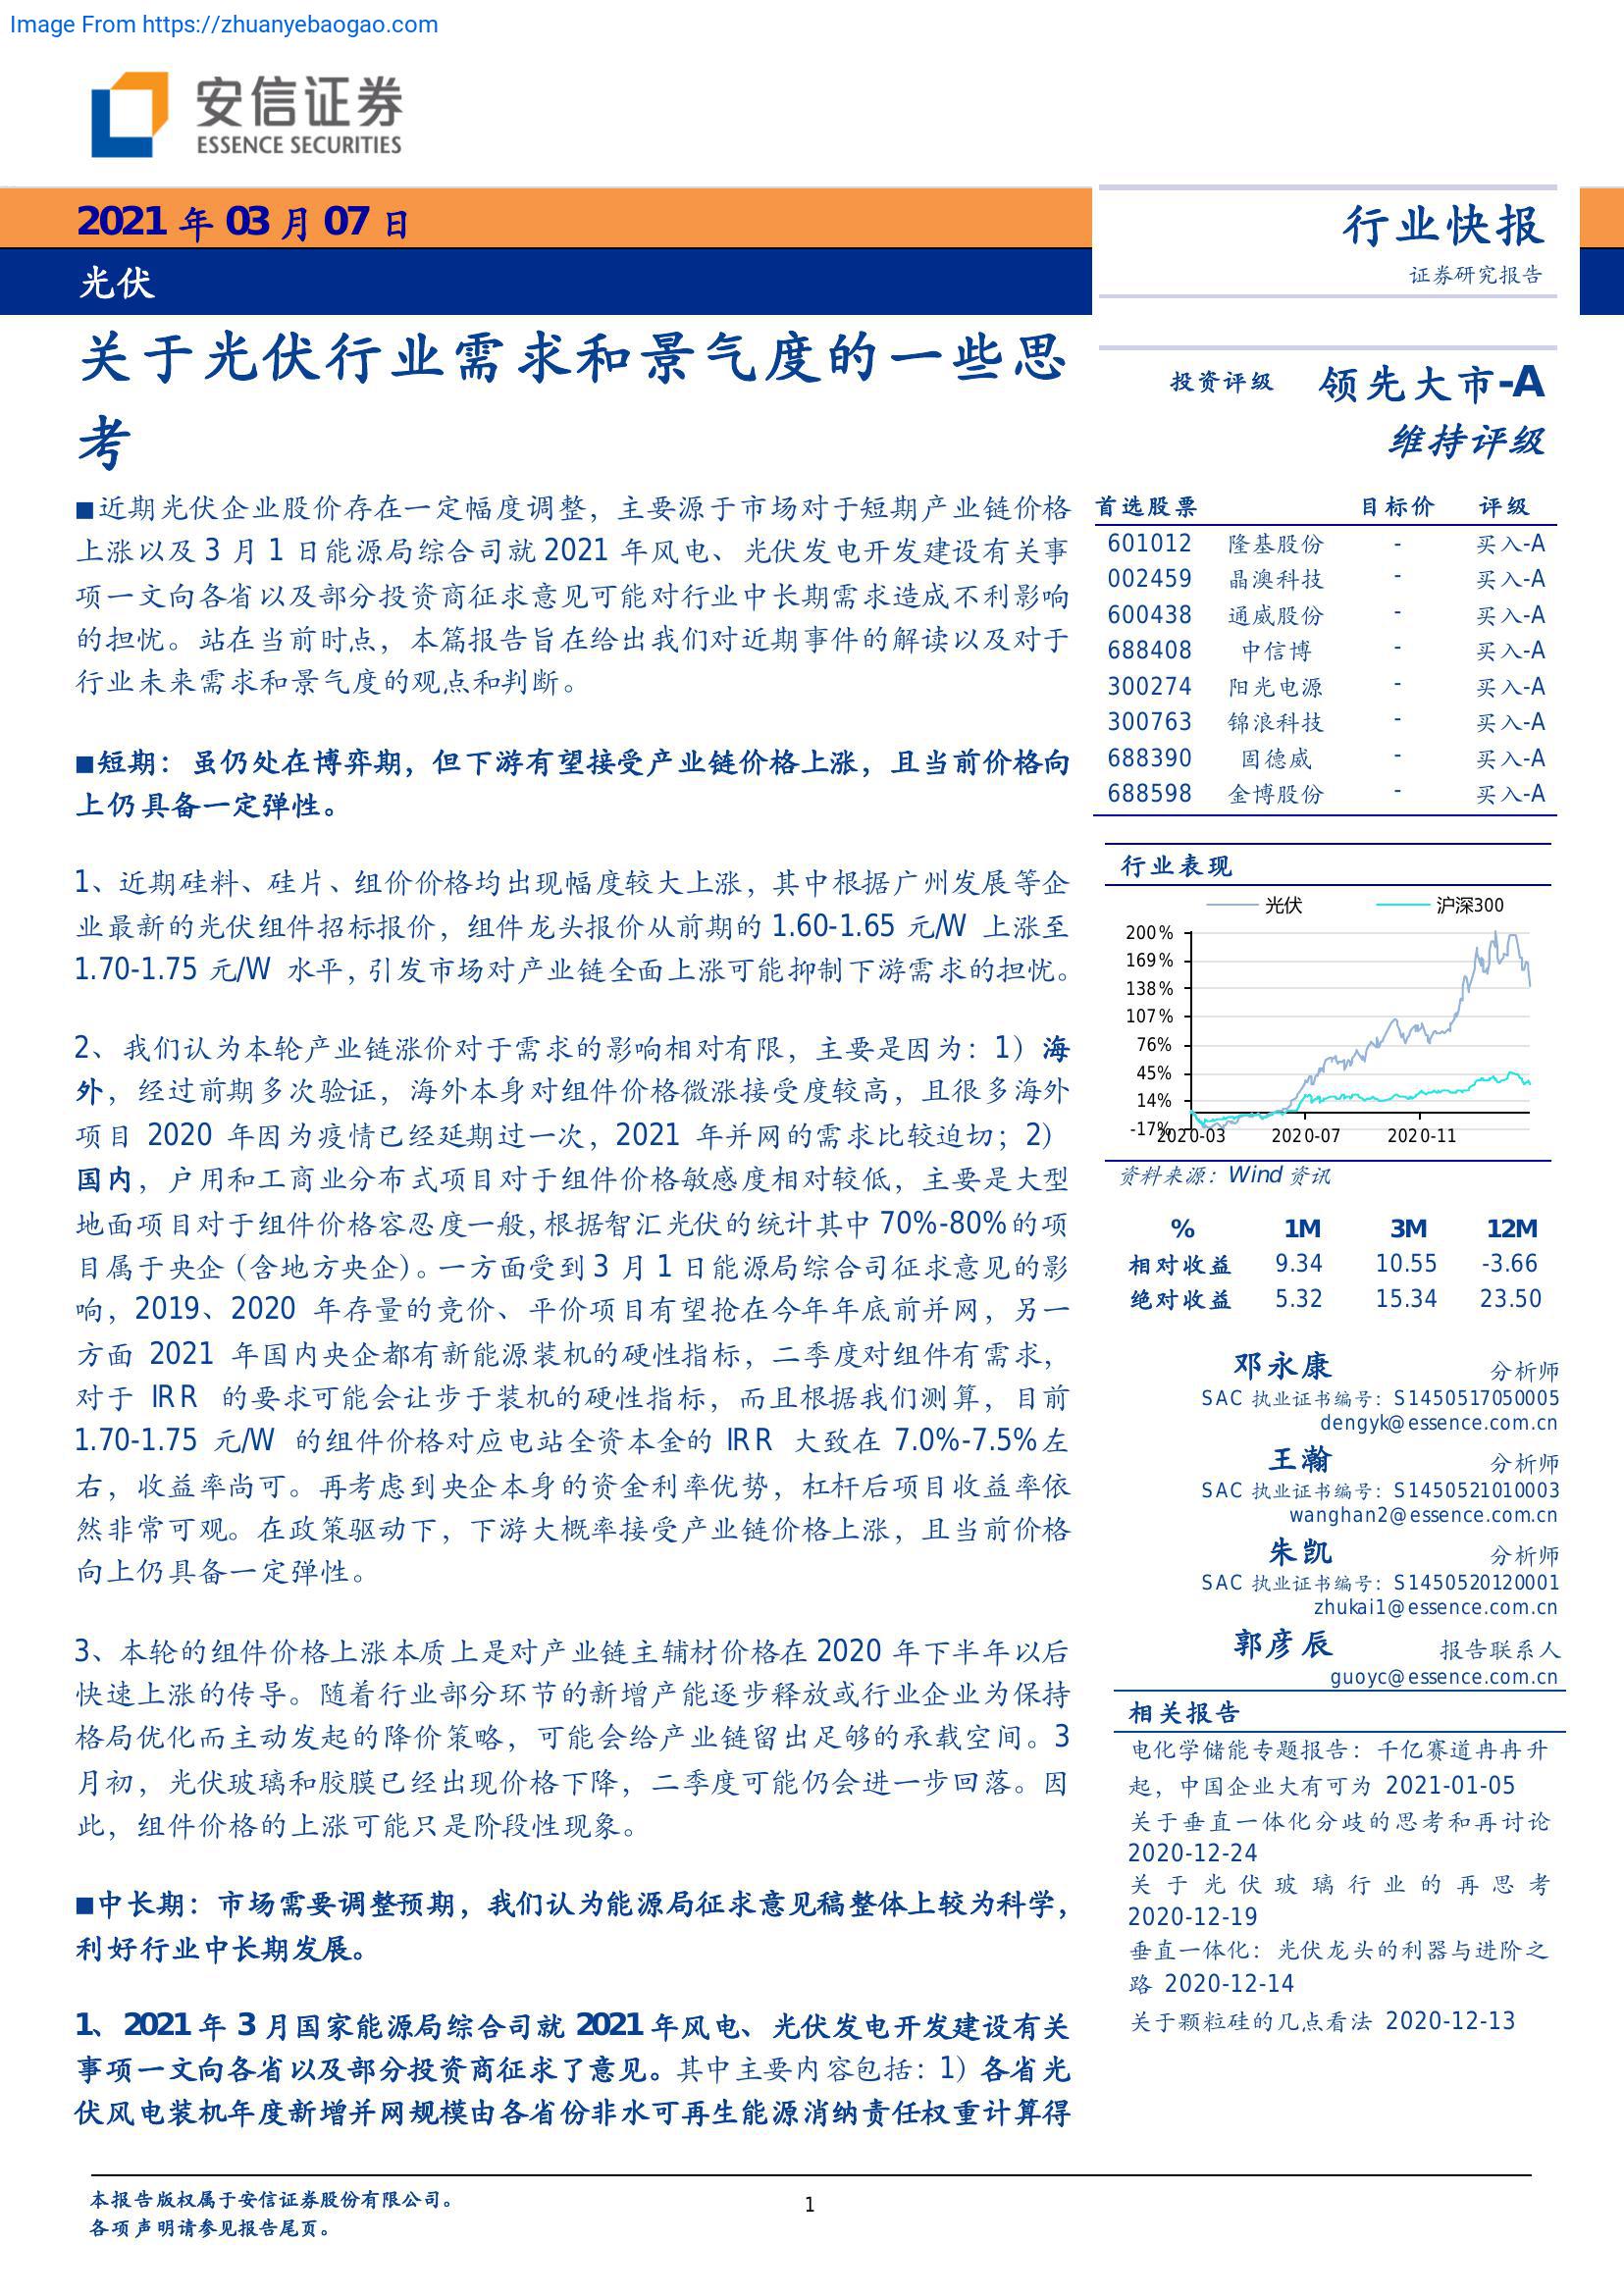 Image From https://zhuanyebaogao.com
安信证券
ESSENCE SECURITIES
2021 年 03 月 07 日
光伏
行业快报
证券研究报告
关于光伏行业需求和景气度的一些思
考
■近期光伏企业股价存在一定幅度调整，主要源于市场对于短期产业链价格
上涨以及 3 月 1 日能源局综合司就 2021 年风电、光伏发电开发建设有关事
项一文向各省以及部分投资商征求意见可能对行业中长期需求造成不利影响
的担忧。站在当前时点，本篇报告旨在给出我们对近期事件的解读以及对于
行业未来需求和景气度的观点和判断。
■短期：虽仍处在博弈期，但下游有望接受产业链价格上涨，且当前价格向
上仍具备一定弹性。
1、近期硅料、硅片、组价价格均出现幅度较大上涨，其中根据广州发展等企
业最新的光伏组件招标报价，组件龙头报价从前期的 1.60-1.65 元/W 上涨至
1.70-1.75 元/W 水平，引发市场对产业链全面上涨可能抑制下游需求的担忧。
2、我们认为本轮产业链涨价对于需求的影响相对有限，主要是因为：1）海
外，经过前期多次验证，海外本身对组件价格微涨接受度较高，且很多海外
项目 2020 年因为疫情已经延期过一次，2021 年并网的需求比较迫切；2）
国内，户用和工商业分布式项目对于组件价格敏感度相对较低，主要是大型
地面项目对于组件价格容忍度一般，根据智汇光伏的统计其中 70%-80%的项
目属于央企（含地方央企）。一方面受到 3 月 1 日能源局综合司征求意见的影
响，2019、2020 年存量的竞价、平价项目有望抢在今年年底前并网，另一
方面 2021 年国内央企都有新能源装机的硬性指标，二季度对组件有需求，
对于 IRR 的要求可能会让步于装机的硬性指标，而且根据我们测算，目前
1.70-1.75 元/W 的组件价格对应电站全资本金的 IRR 大致在 7.0%-7.5%左
右，收益率尚可。再考虑到央企本身的资金利率优势，杠杆后项目收益率依
然非常可观。在政策驱动下，下游大概率接受产业链价格上涨，且当前价格
向上仍具备一定弹性。
3、本轮的组件价格上涨本质上是对产业链主辅材价格在 2020 年下半年以后
快速上涨的传导。随着行业部分环节的新增产能逐步释放或行业企业为保持
格局优化而主动发起的降价策略，可能会给产业链留出足够的承载空间。3
月初，光伏玻璃和胶膜已经出现价格下降，二季度可能仍会进一步回落。因
此，组件价格的上涨可能只是阶段性现象。
■中长期：市场需要调整预期，我们认为能源局征求意见稿整体上较为科学，
利好行业中长期发展。
1、2021 年 3 月国家能源局综合司就 2021 年风电、光伏发电开发建设有关
事项一文向各省以及部分投资商征求了意见。其中主要内容包括：1）各省光
伏风电装机年度新增并网规模由各省份非水可再生能源消纳责任权重计算得
投资评级 领先大市-A
维持评级
首选股票 目标价 评级
601012 隆基股份 - 买入-A
002459 晶澳科技 - 买入-A
600438 通威股份 - 买入-A
688408 中信博 - 买入-A
300274 阳光电源 - 买入-A
300763 锦浪科技 - 买入-A
688390 固德威 - 买入-A
688598 金博股份 - 买入-A
行业表现
光伏 沪深300
200%
169%
138%
107%
76%
45%
14%
-17%
2020-03 2020-07 2020-11
资料来源：Wind 资讯
% 1M 3M 12M
相对收益 9.34 10.55 -3.66
绝对收益 5.32 15.34 23.50
邓永康 分析师
SAC 执业证书编号：S1450517050005
dengyk@essence.com.cn
王瀚 分析师
SAC 执业证书编号：S1450521010003
wanghan2@essence.com.cn
朱凯 分析师
SAC 执业证书编号：S1450520120001
zhukai1@essence.com.cn
郭彦辰 报告联系人
guoyc@essence.com.cn
相关报告
电化学储能专题报告：千亿赛道冉冉升
起，中国企业大有可为 2021-01-05
关于垂直一体化分歧的思考和再讨论
2020-12-24
关于光伏玻璃行业的再思考
2020-12-19
垂直一体化：光伏龙头的利器与进阶之
路 2020-12-14
关于颗粒硅的几点看法 2020-12-13
本报告版权属于安信证券股份有限公司。
各项声明请参见报告尾页。
1